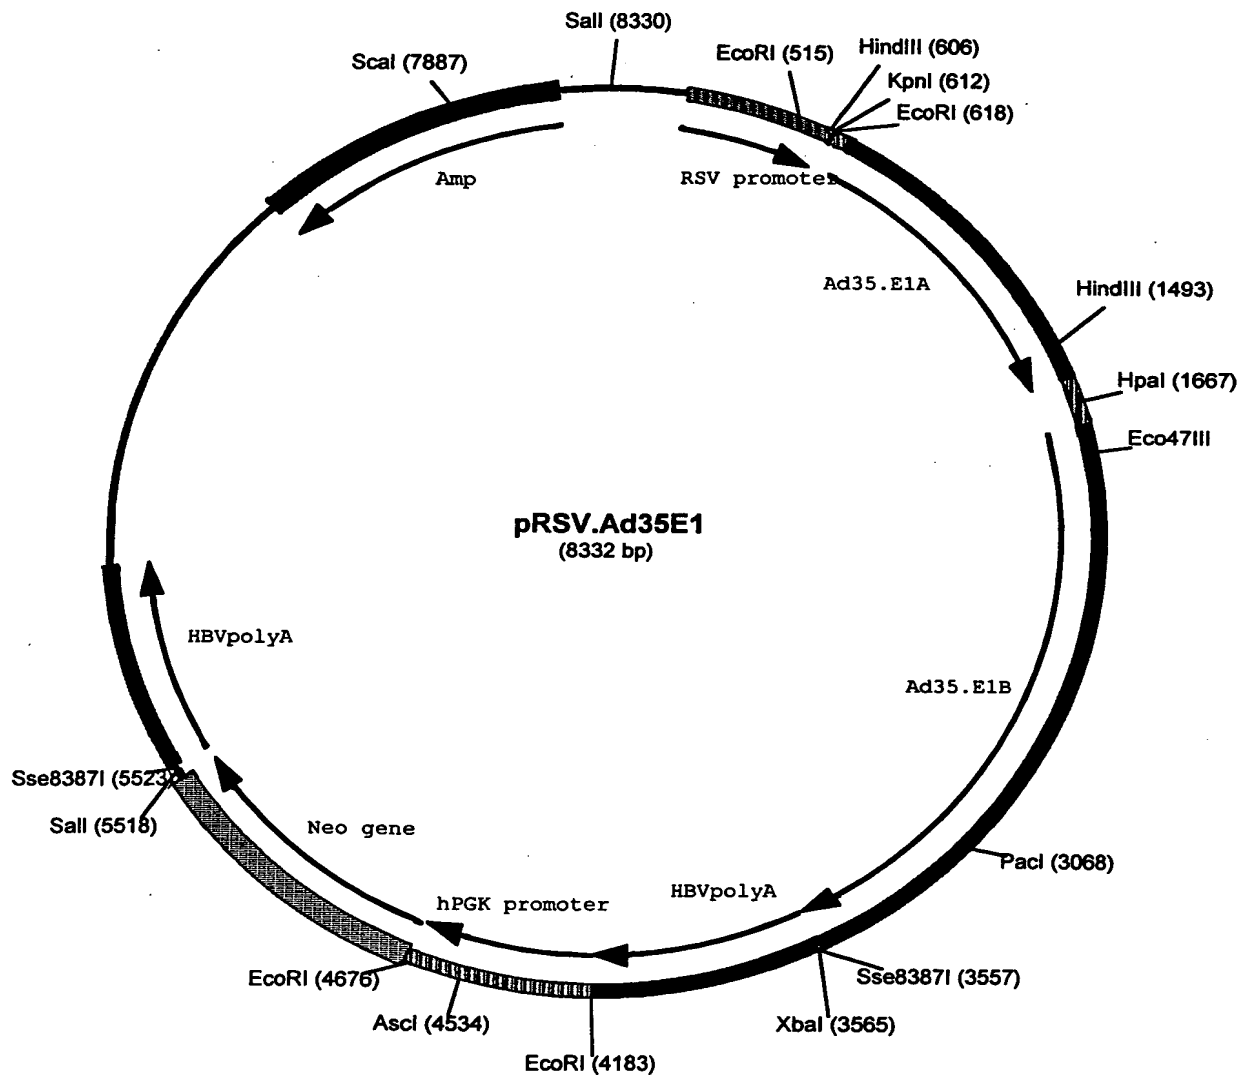 SalI (8330)
EcoRI (515)
HindIII (606)
ScaI (7887)
KpnI (612)
EcoRI (618)
Amp
RSV promoter
Ad35.E1A
HindIII (1493)
HpaI (1667)
Eco47III
pRSV.Ad35E1
(8332 bp)
HBVpolyA
Ad35.E1B
Sse8387I (5523)
SalI (5518)
Neo gene
PacI (3068)
HBVpolyA
hPGK promoter
EcoRI (4676)
Sse8387I (3557)
AscI (4534)
XbaI (3565)
EcoRI (4183)